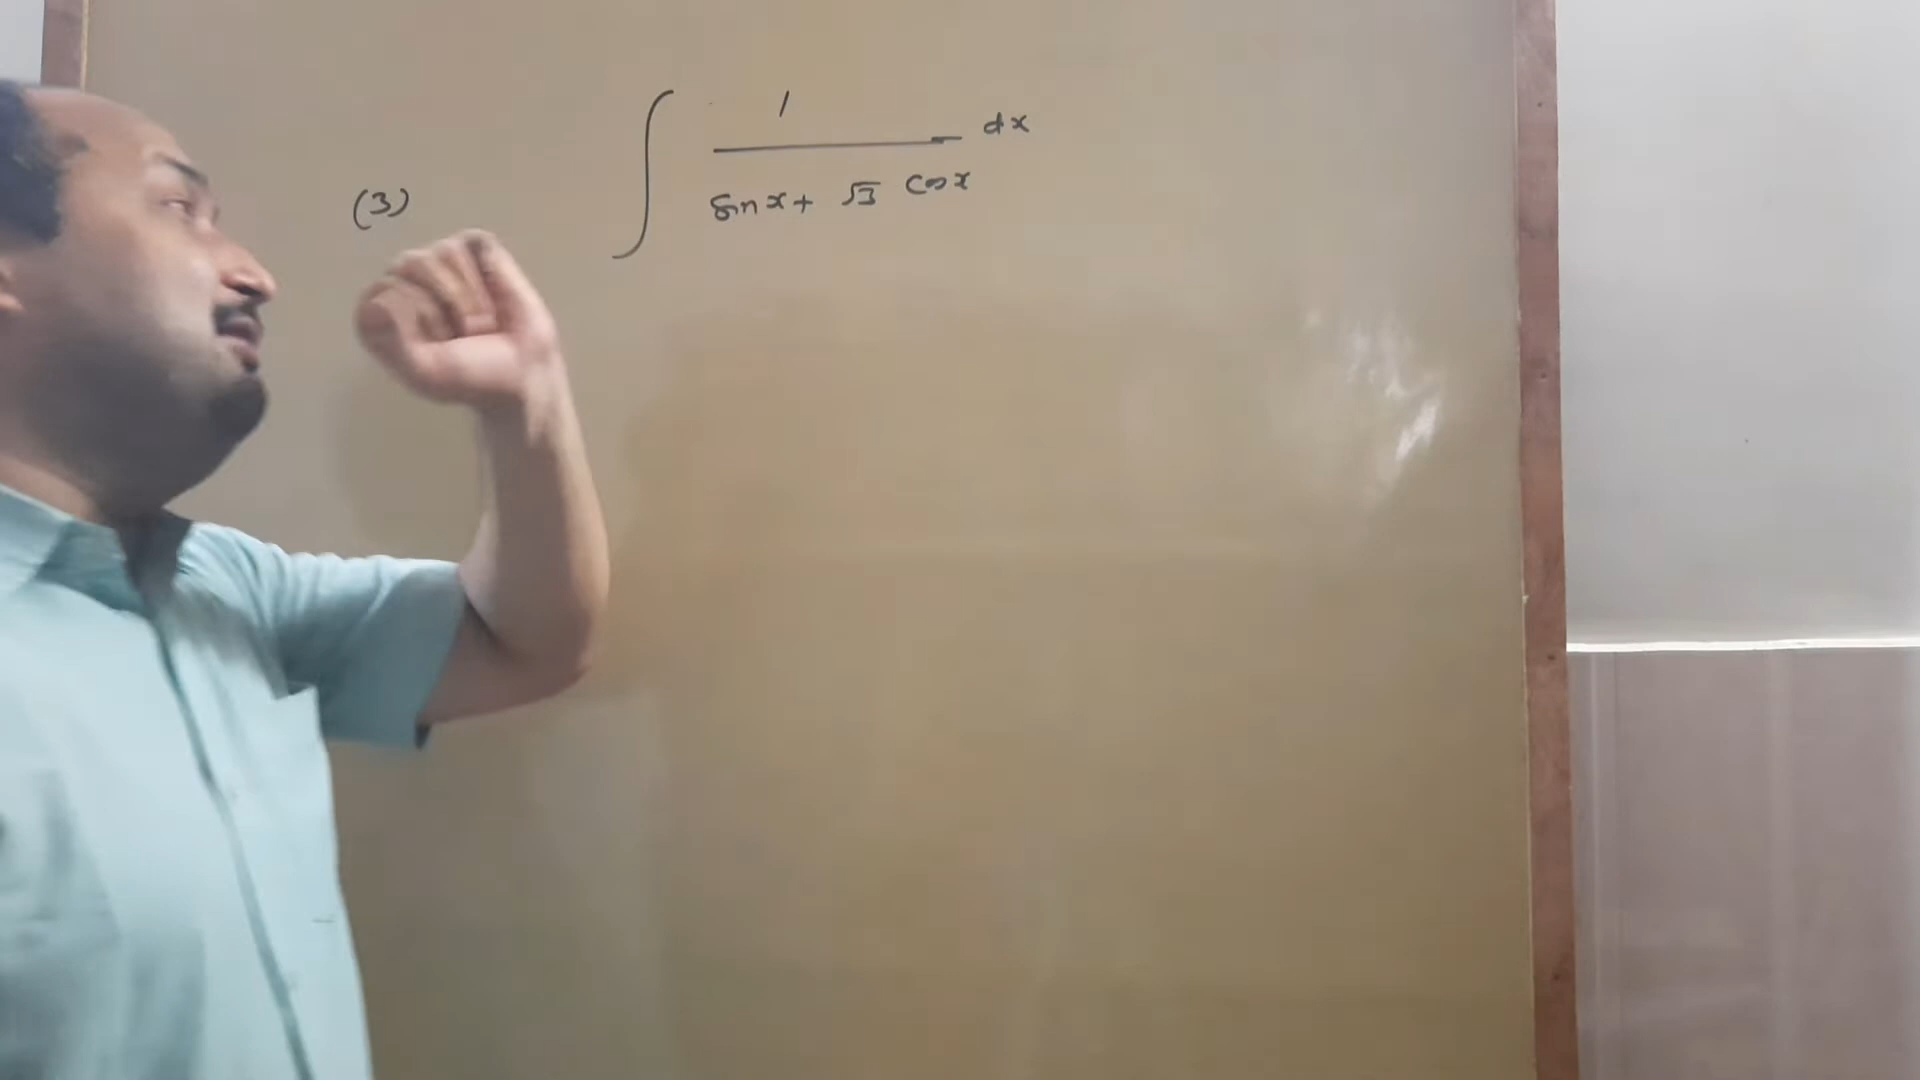 (3) ∫ 1 / (sin x + √3 cos x) dx